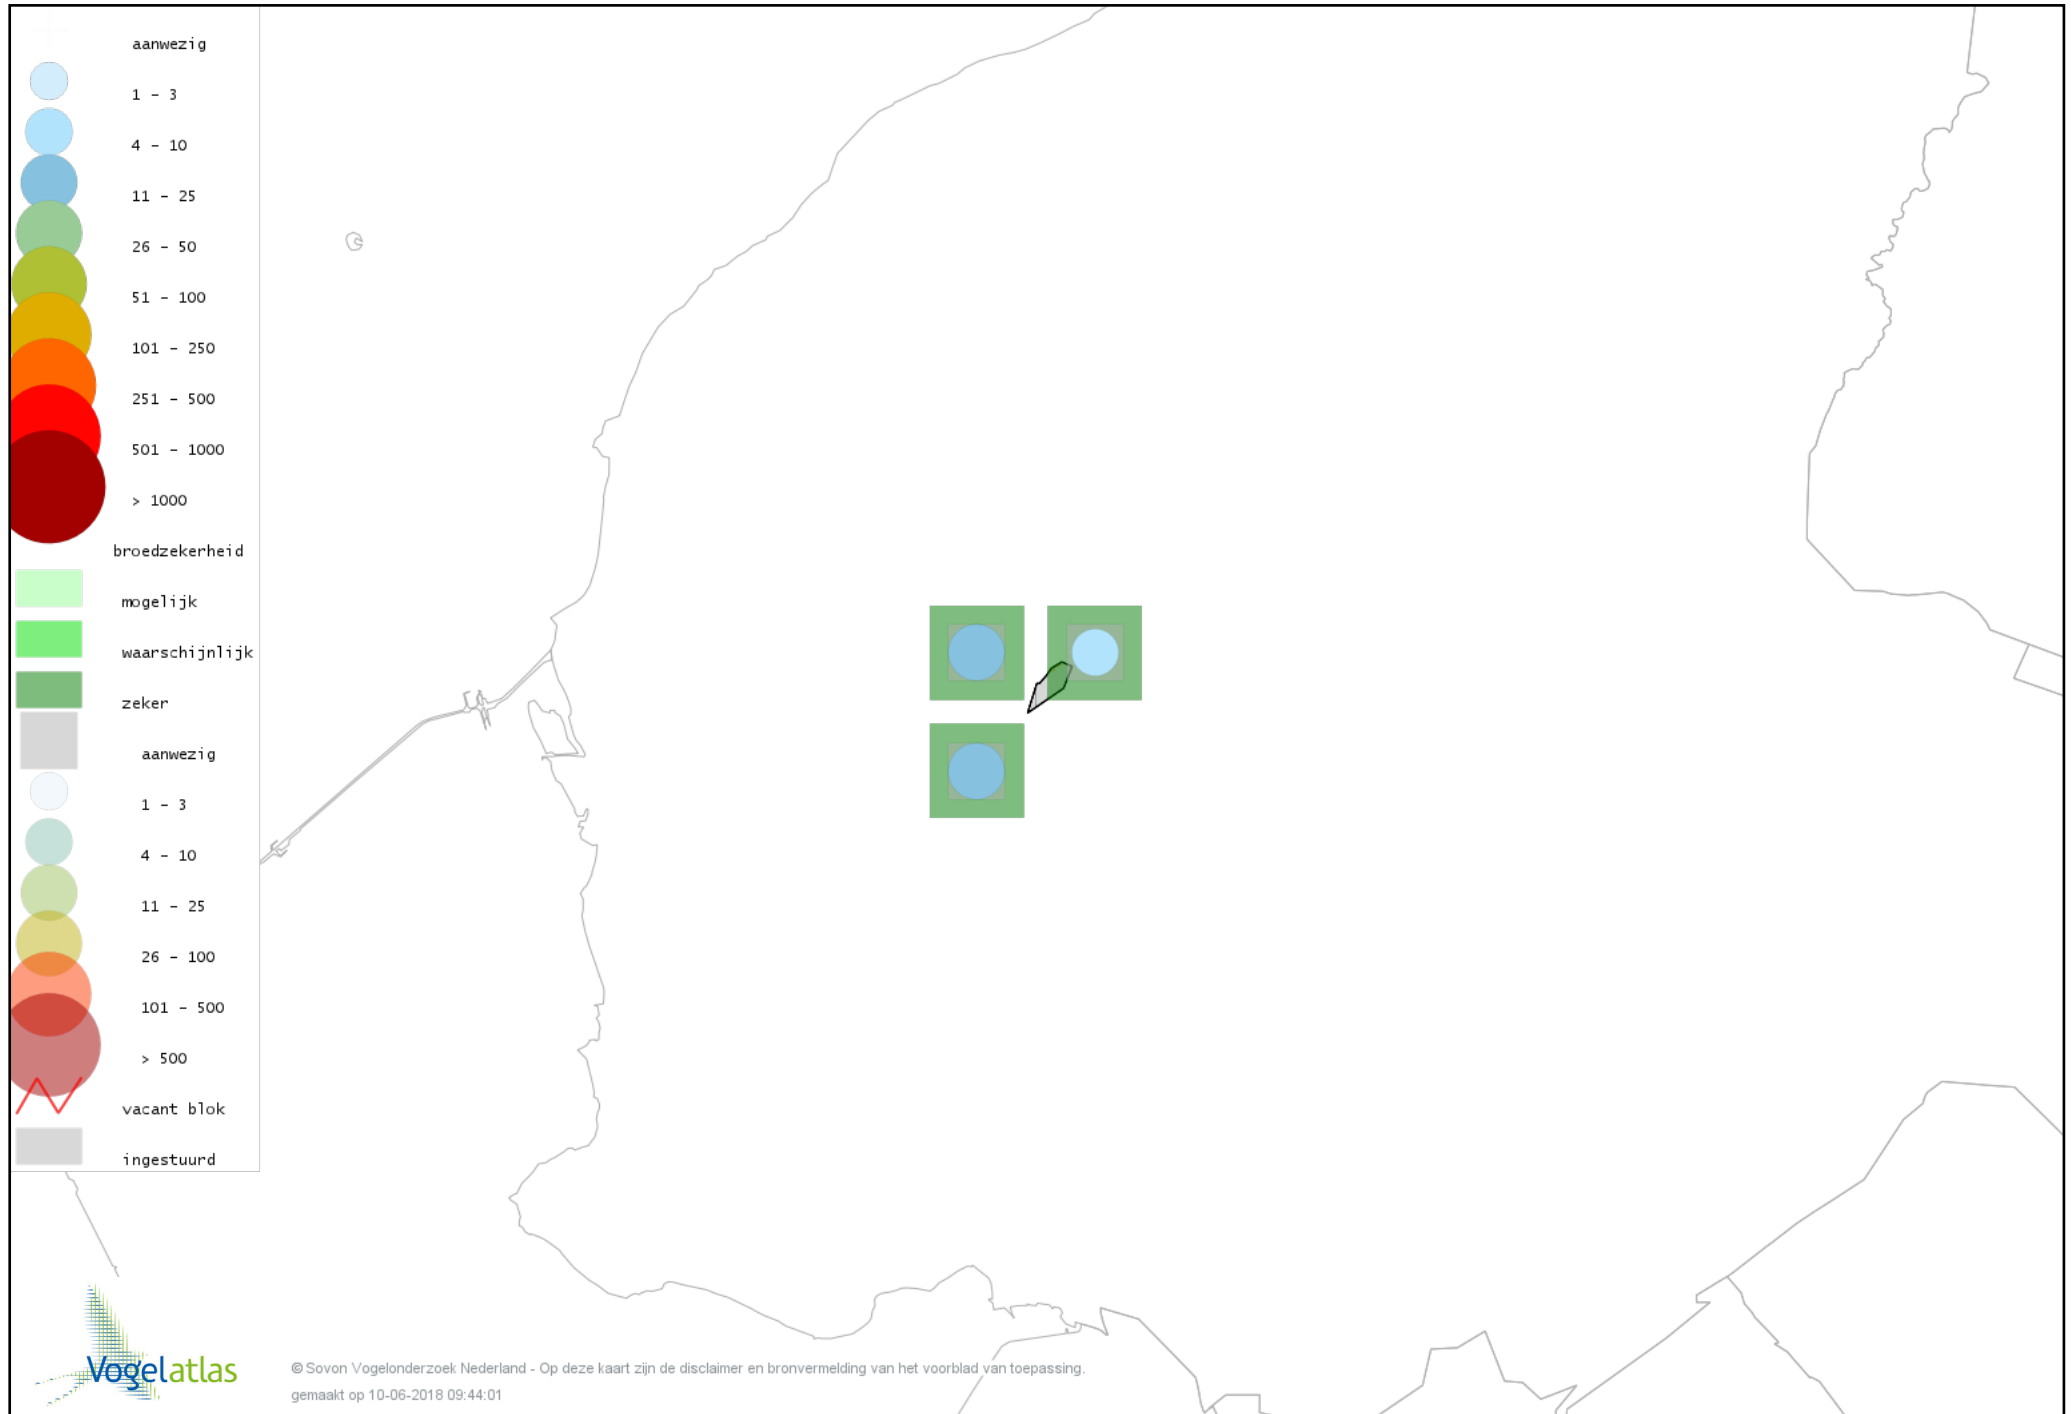 aanwezig
1 - 3
4 - 10
11 - 25
26 - 50
51 - 100
101 - 250
251 - 500
501 - 1000
> 1000
broedzekerheid
mogelijk
waarschijnlijk
zeker
aanwezig
1 - 3
4 - 10
11 - 25
26 - 100
101 - 500
> 500
vacant blok
ingestuurd
Vogelatlas
© Sovon Vogelonderzoek Nederland - Op deze kaart zijn de disclaimer en bronvermelding van het voorblad van toepassing.
gemaakt op 10-06-2018 09:44:01